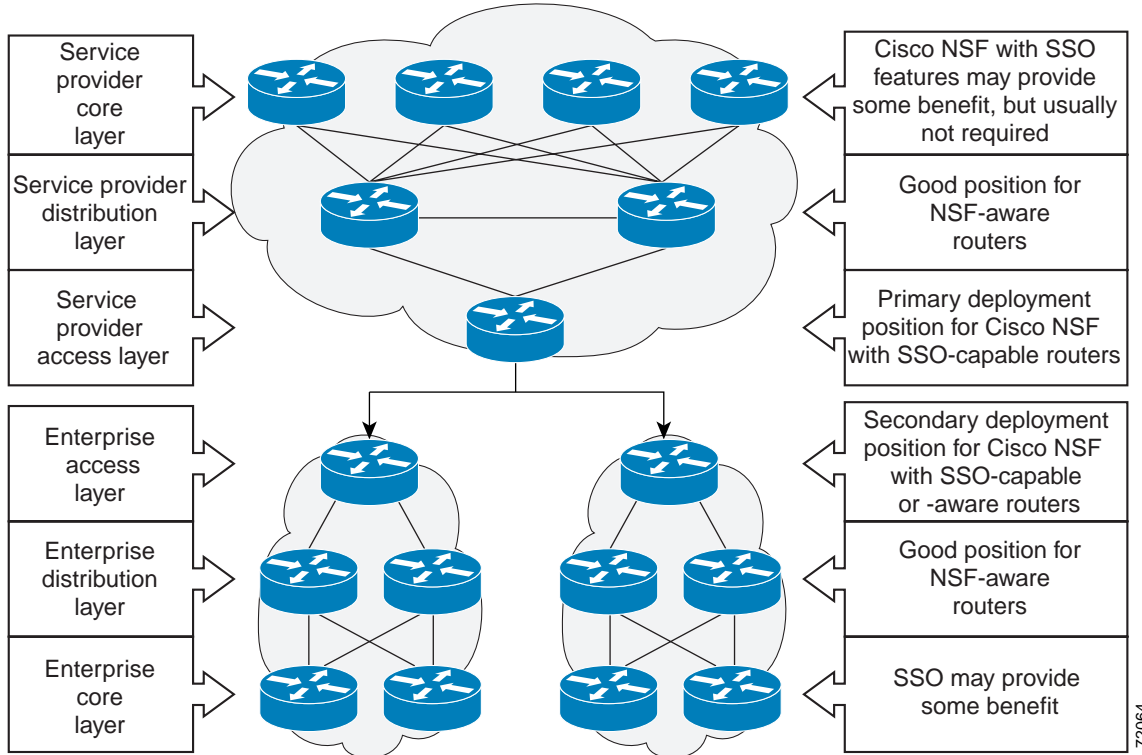 Service
provider
core
layer
Cisco NSF with SSO
features may provide
some benefit, but usually
not required
Service provider
distribution
layer
Good position for
NSF-aware
routers
Service
provider
access layer
Primary deployment
position for Cisco NSF
with SSO-capable routers
Enterprise
access
layer
Secondary deployment
position for Cisco NSF
with SSO-capable
or -aware routers
Enterprise
distribution
layer
Good position for
NSF-aware
routers
Enterprise
core
layer
SSO may provide
some benefit
72064